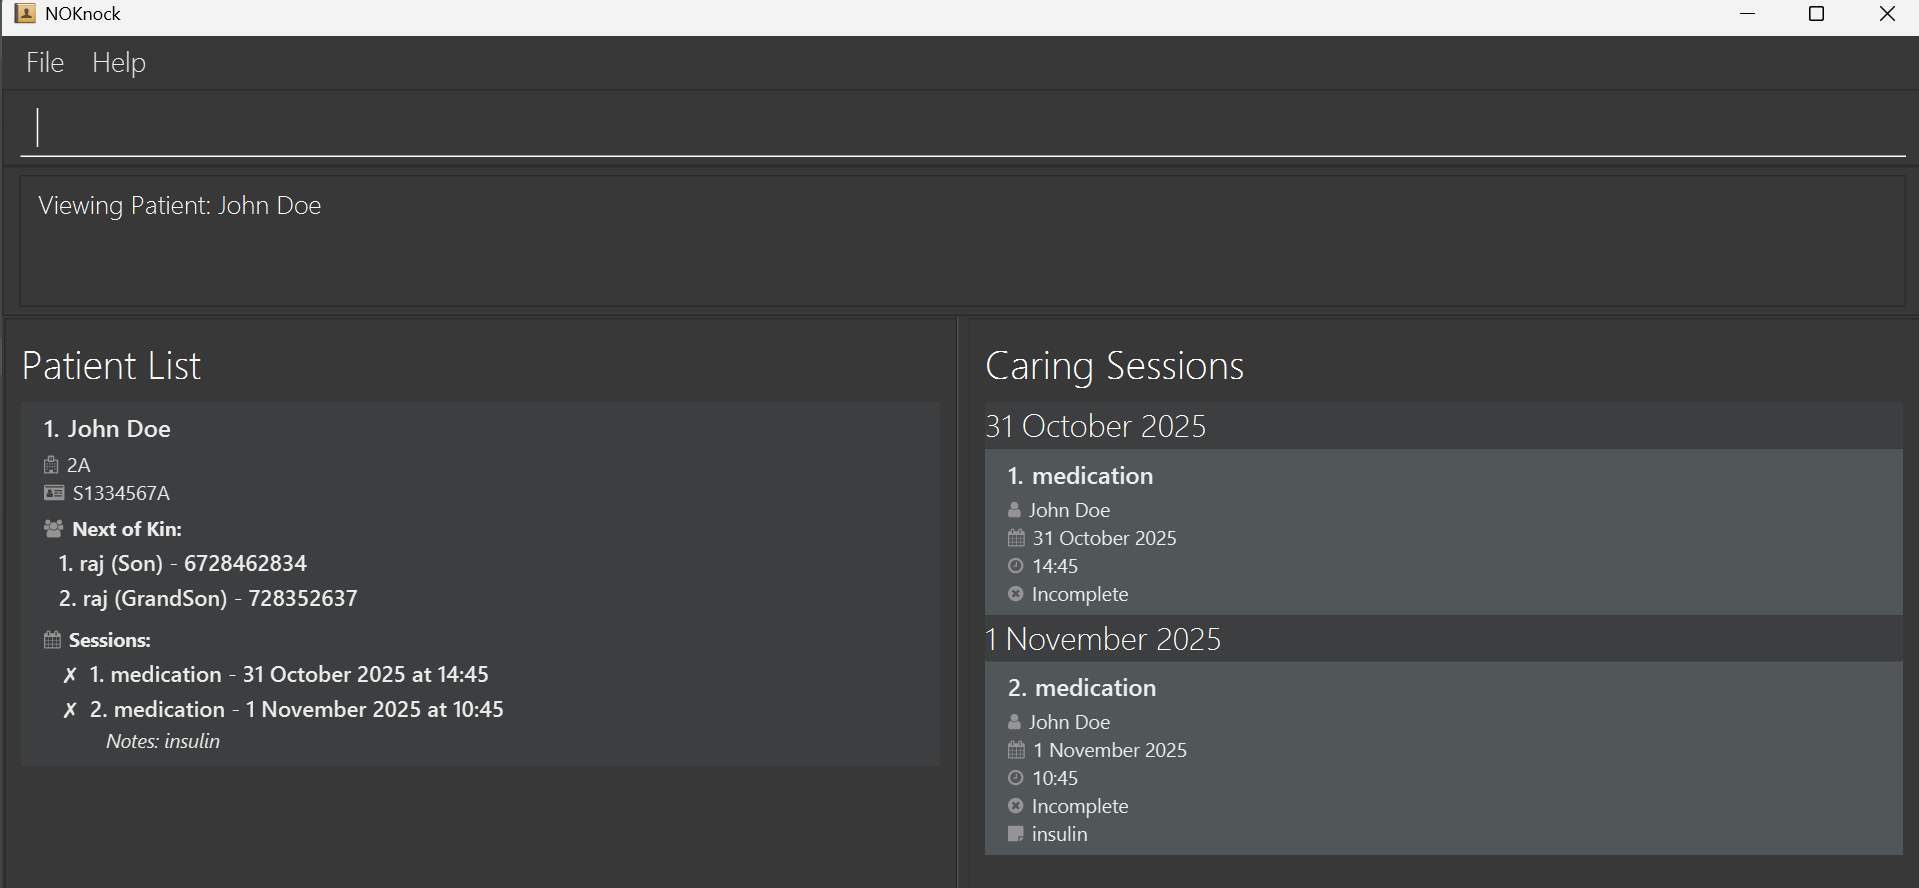 NOKnock
File Help
Viewing Patient: John Doe
Patient List
1. John Doe
2A
S1334567A
Next of Kin:
1. raj (Son) - 6728462834
2. raj (GrandSon) - 728352637
Sessions:
✗ 1. medication - 31 October 2025 at 14:45
✗ 2. medication - 1 November 2025 at 10:45
Notes: insulin
Caring Sessions
31 October 2025
1. medication
John Doe
31 October 2025
14:45
Incomplete
1 November 2025
2. medication
John Doe
1 November 2025
10:45
Incomplete
insulin